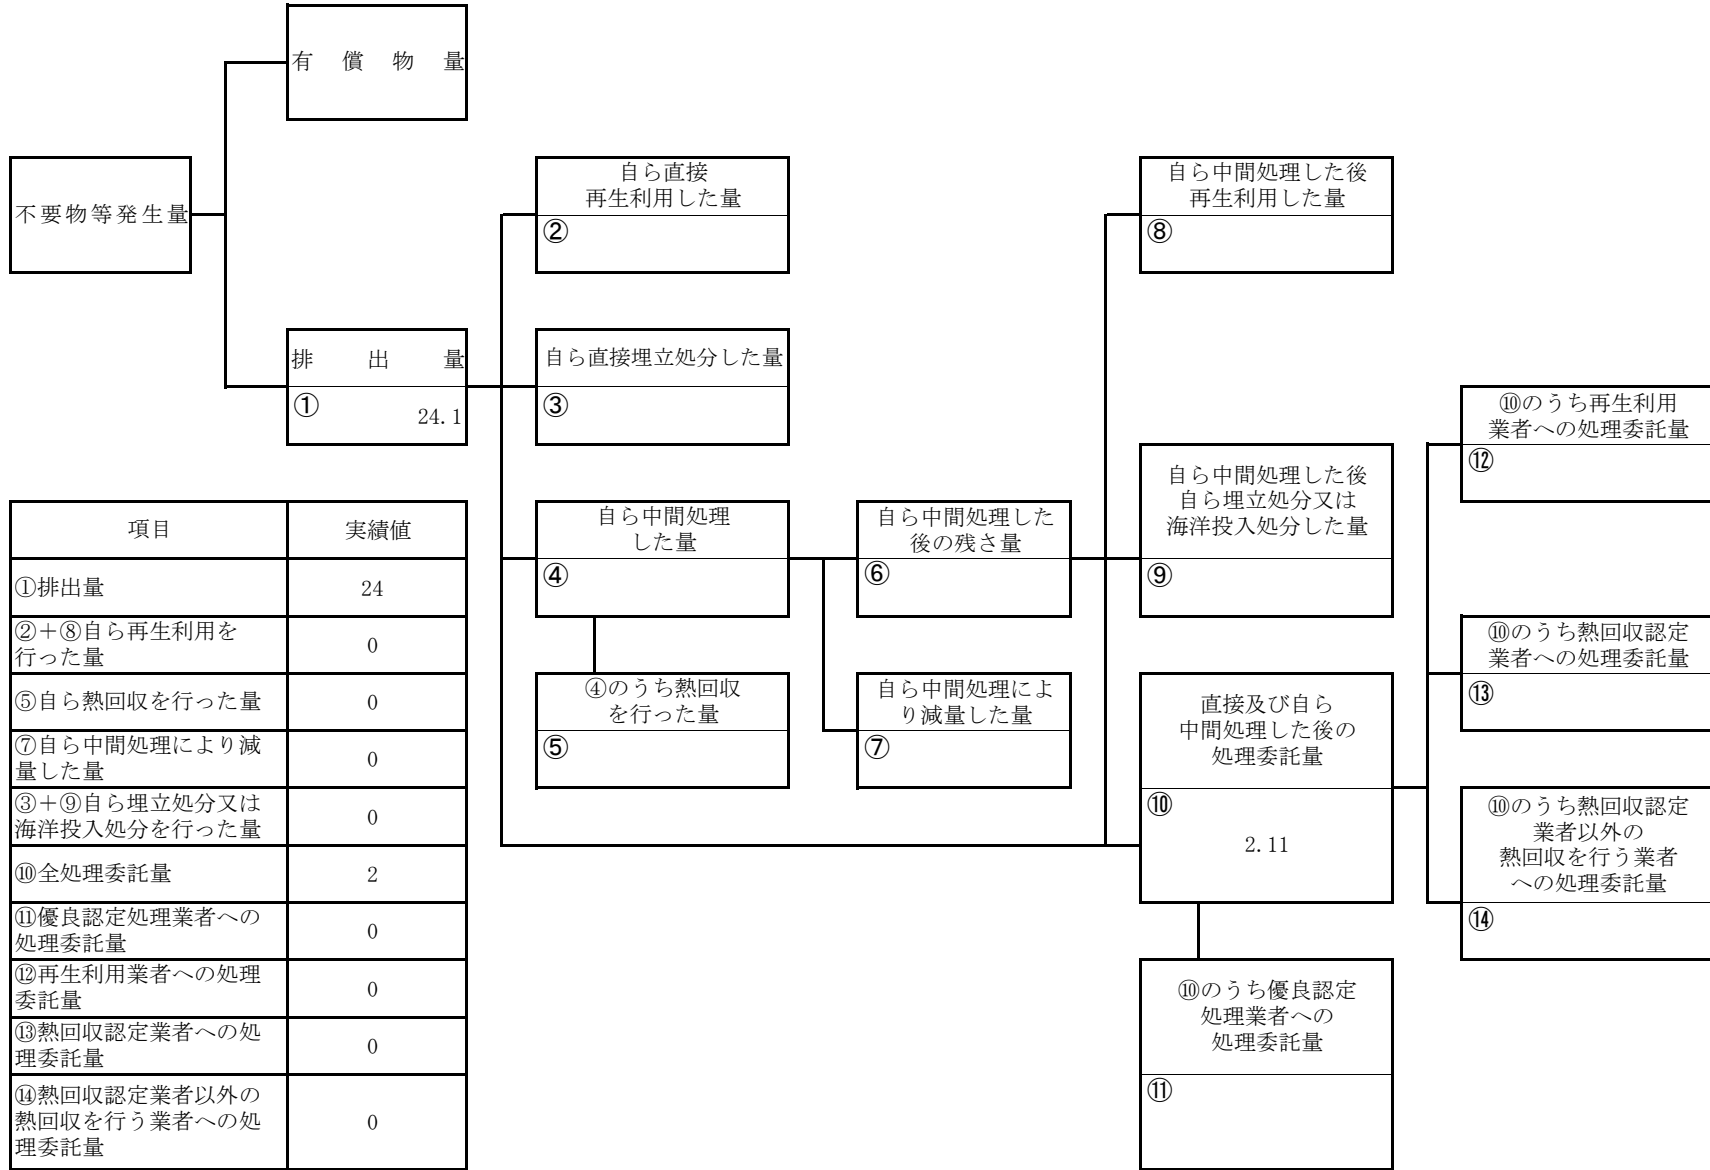 有償物量
不要物等発生量
排出量
①
24.1
自ら直接
再生利用した量
②
自ら直接埋立処分した量
③
自ら中間処理
した量
④
④のうち熱回収
を行った量
⑤
自ら中間処理した
後の残さ量
⑥
自ら中間処理によ
り減量した量
⑦
自ら中間処理した後
再生利用した量
⑧
自ら中間処理した後
自ら埋立処分又は
海洋投入処分した量
⑨
直接及び自ら
中間処理した後の
処理委託量
⑩
2.11
⑩のうち優良認定
処理業者への
処理委託量
⑪
⑩のうち再生利用
業者への処理委託量
⑫
⑩のうち熱回収認定
業者への処理委託量
⑬
⑩のうち熱回収認定
業者以外の
熱回収を行う業者
への処理委託量
⑭
項目 実績値
①排出量 24
②+⑧自ら再生利用を
行った量 0
⑤自ら熱回収を行った量 0
⑦自ら中間処理により減
量した量 0
③+⑨自ら埋立処分又は
海洋投入処分を行った量 0
⑩全処理委託量 2
⑪優良認定処理業者への
処理委託量 0
⑫再生利用業者への処理
委託量 0
⑬熱回収認定業者への処
理委託量 0
⑭熱回収認定業者以外の
熱回収を行う業者への処
理委託量 0